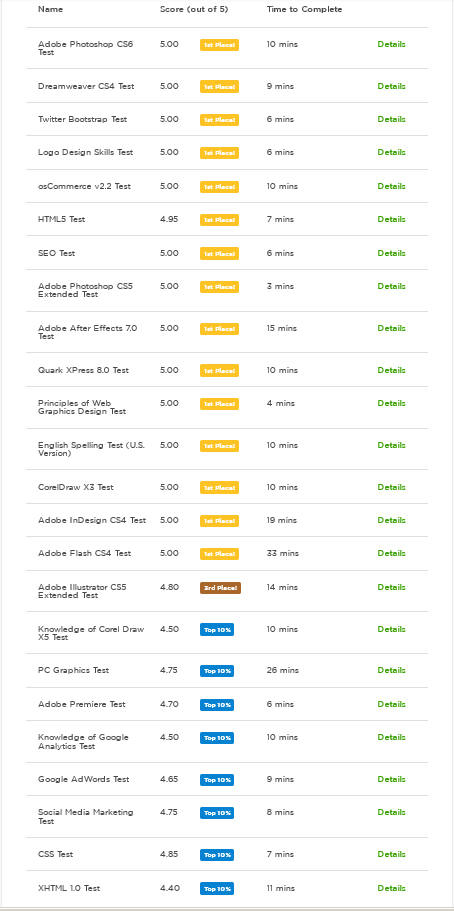 Name Score (out of 5) Time to Complete
Adobe Photoshop CS6 5.00 1st Place! 10 mins Details
Test
Dreamweaver CS4 Test 5.00 1st Place! 9 mins Details
Twitter Bootstrap Test 5.00 1st Place! 6 mins Details
Logo Design Skills Test 5.00 1st Place! 6 mins Details
osCommerce v2.2 Test 5.00 1st Place! 10 mins Details
HTML5 Test 4.95 1st Place! 7 mins Details
SEO Test 5.00 1st Place! 6 mins Details
Adobe Photoshop CS5 5.00 1st Place! 3 mins Details
Extended Test
Adobe After Effects 7.0 5.00 1st Place! 15 mins Details
Test
Quark XPress 8.0 Test 5.00 1st Place! 10 mins Details
Principles of Web 5.00 1st Place! 4 mins Details
Graphics Design Test
English Spelling Test (U.S. 5.00 1st Place! 10 mins Details
Version)
CorelDraw X3 Test 5.00 1st Place! 10 mins Details
Adobe InDesign CS4 Test 5.00 1st Place! 19 mins Details
Adobe Flash CS4 Test 5.00 1st Place! 33 mins Details
Adobe Illustrator CS5 4.80 3rd Place! 14 mins Details
Extended Test
Knowledge of Corel Draw 4.50 Top 10% 10 mins Details
X5 Test
PC Graphics Test 4.75 Top 10% 26 mins Details
Adobe Premiere Test 4.70 Top 10% 6 mins Details
Knowledge of Google 4.50 Top 10% 10 mins Details
Analytics Test
Google AdWords Test 4.65 Top 10% 9 mins Details
Social Media Marketing 4.75 Top 10% 8 mins Details
Test
CSS Test 4.85 Top 10% 7 mins Details
XHTML 1.0 Test 4.40 Top 10% 11 mins Details